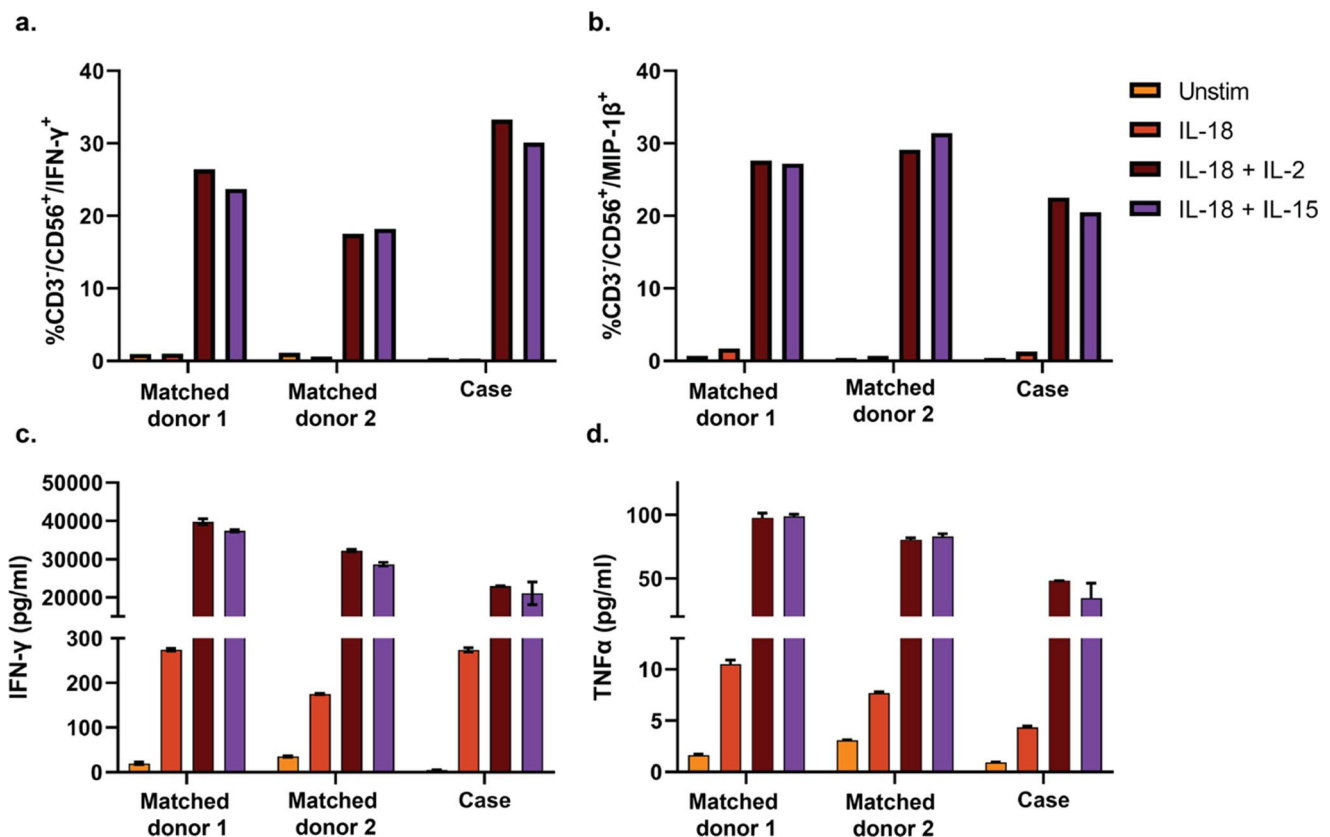 a.
%CD3⁻/CD56⁺/IFN-γ⁺
40
30
20
10
0
Matched
donor 1
Matched
donor 2
Case
b.
%CD3⁻/CD56⁺/MIP-1β⁺
40
30
20
10
0
Matched
donor 1
Matched
donor 2
Case
Unstim
IL-18
IL-18 + IL-2
IL-18 + IL-15
c.
IFN-γ (pg/ml)
50000
40000
30000
20000
300
200
100
0
Matched
donor 1
Matched
donor 2
Case
d.
TNFα (pg/ml)
100
50
10
5
0
Matched
donor 1
Matched
donor 2
Case